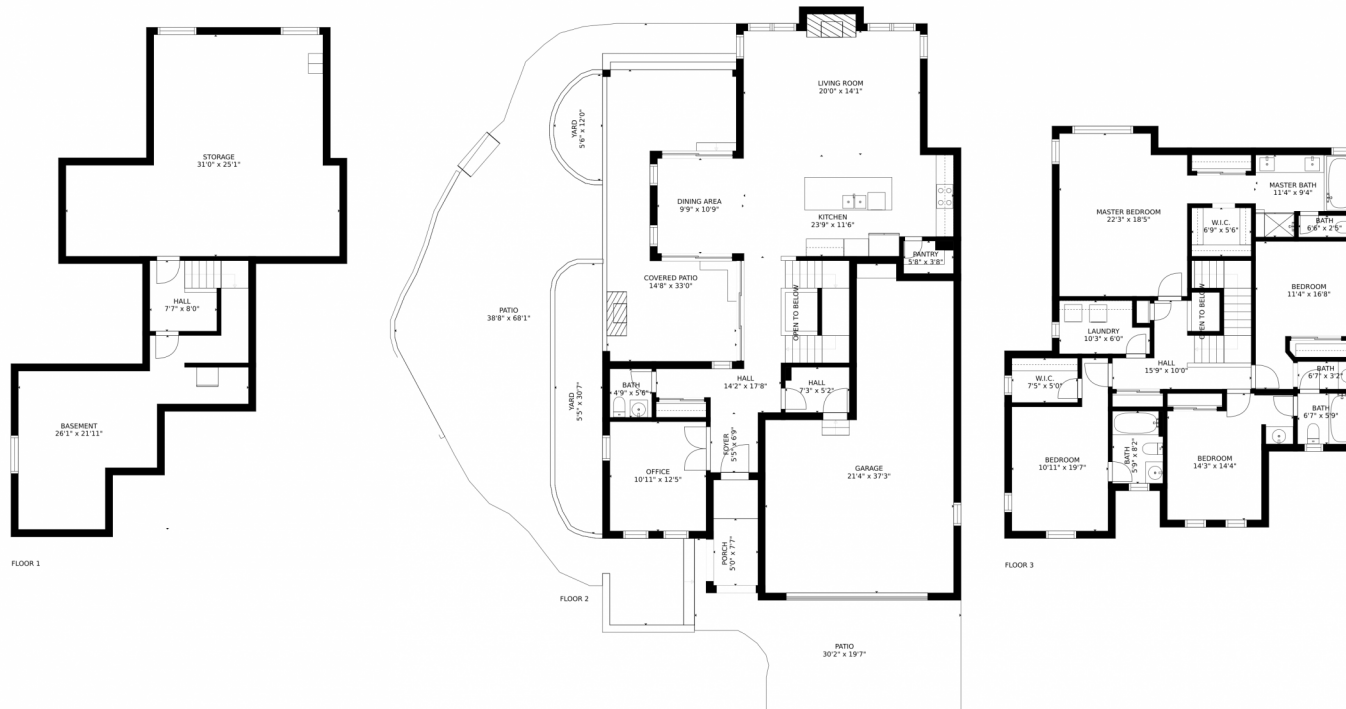 STORAGE
31'0" x 25'1"
HALL
7'7" x 8'0"
BASEMENT
26'1" x 21'11"
FLOOR 1
LIVING ROOM
20'0" x 14'1"
YARD
5'6" x 12'0"
DINING AREA
9'9" x 10'9"
KITCHEN
23'9" x 11'6"
PANTRY
5'8" x 3'8"
COVERED PATIO
14'8" x 33'0"
OPEN TO BELOW
PATIO
38'8" x 68'1"
YARD
5'5" x 30'7"
BATH
4'9" x 5'6"
HALL
14'2" x 17'8"
HALL
7'3" x 5'2"
FOYER
5'5" x 6'9"
OFFICE
10'11" x 12'5"
GARAGE
21'4" x 37'3"
PORCH
5'0" x 7'7"
FLOOR 2
PATIO
30'2" x 19'7"
MASTER BEDROOM
22'3" x 18'5"
MASTER BATH
11'4" x 9'4"
W.I.C.
6'9" x 5'6"
BATH
6'6" x 2'5"
BEDROOM
11'4" x 16'8"
OPEN TO BELOW
LAUNDRY
10'3" x 6'0"
HALL
15'9" x 10'0"
W.I.C.
7'5" x 5'0"
BATH
6'7" x 3'2"
BATH
6'7" x 5'9"
BEDROOM
10'11" x 19'7"
BATH
5'9" x 8'2"
BEDROOM
14'3" x 14'4"
FLOOR 3